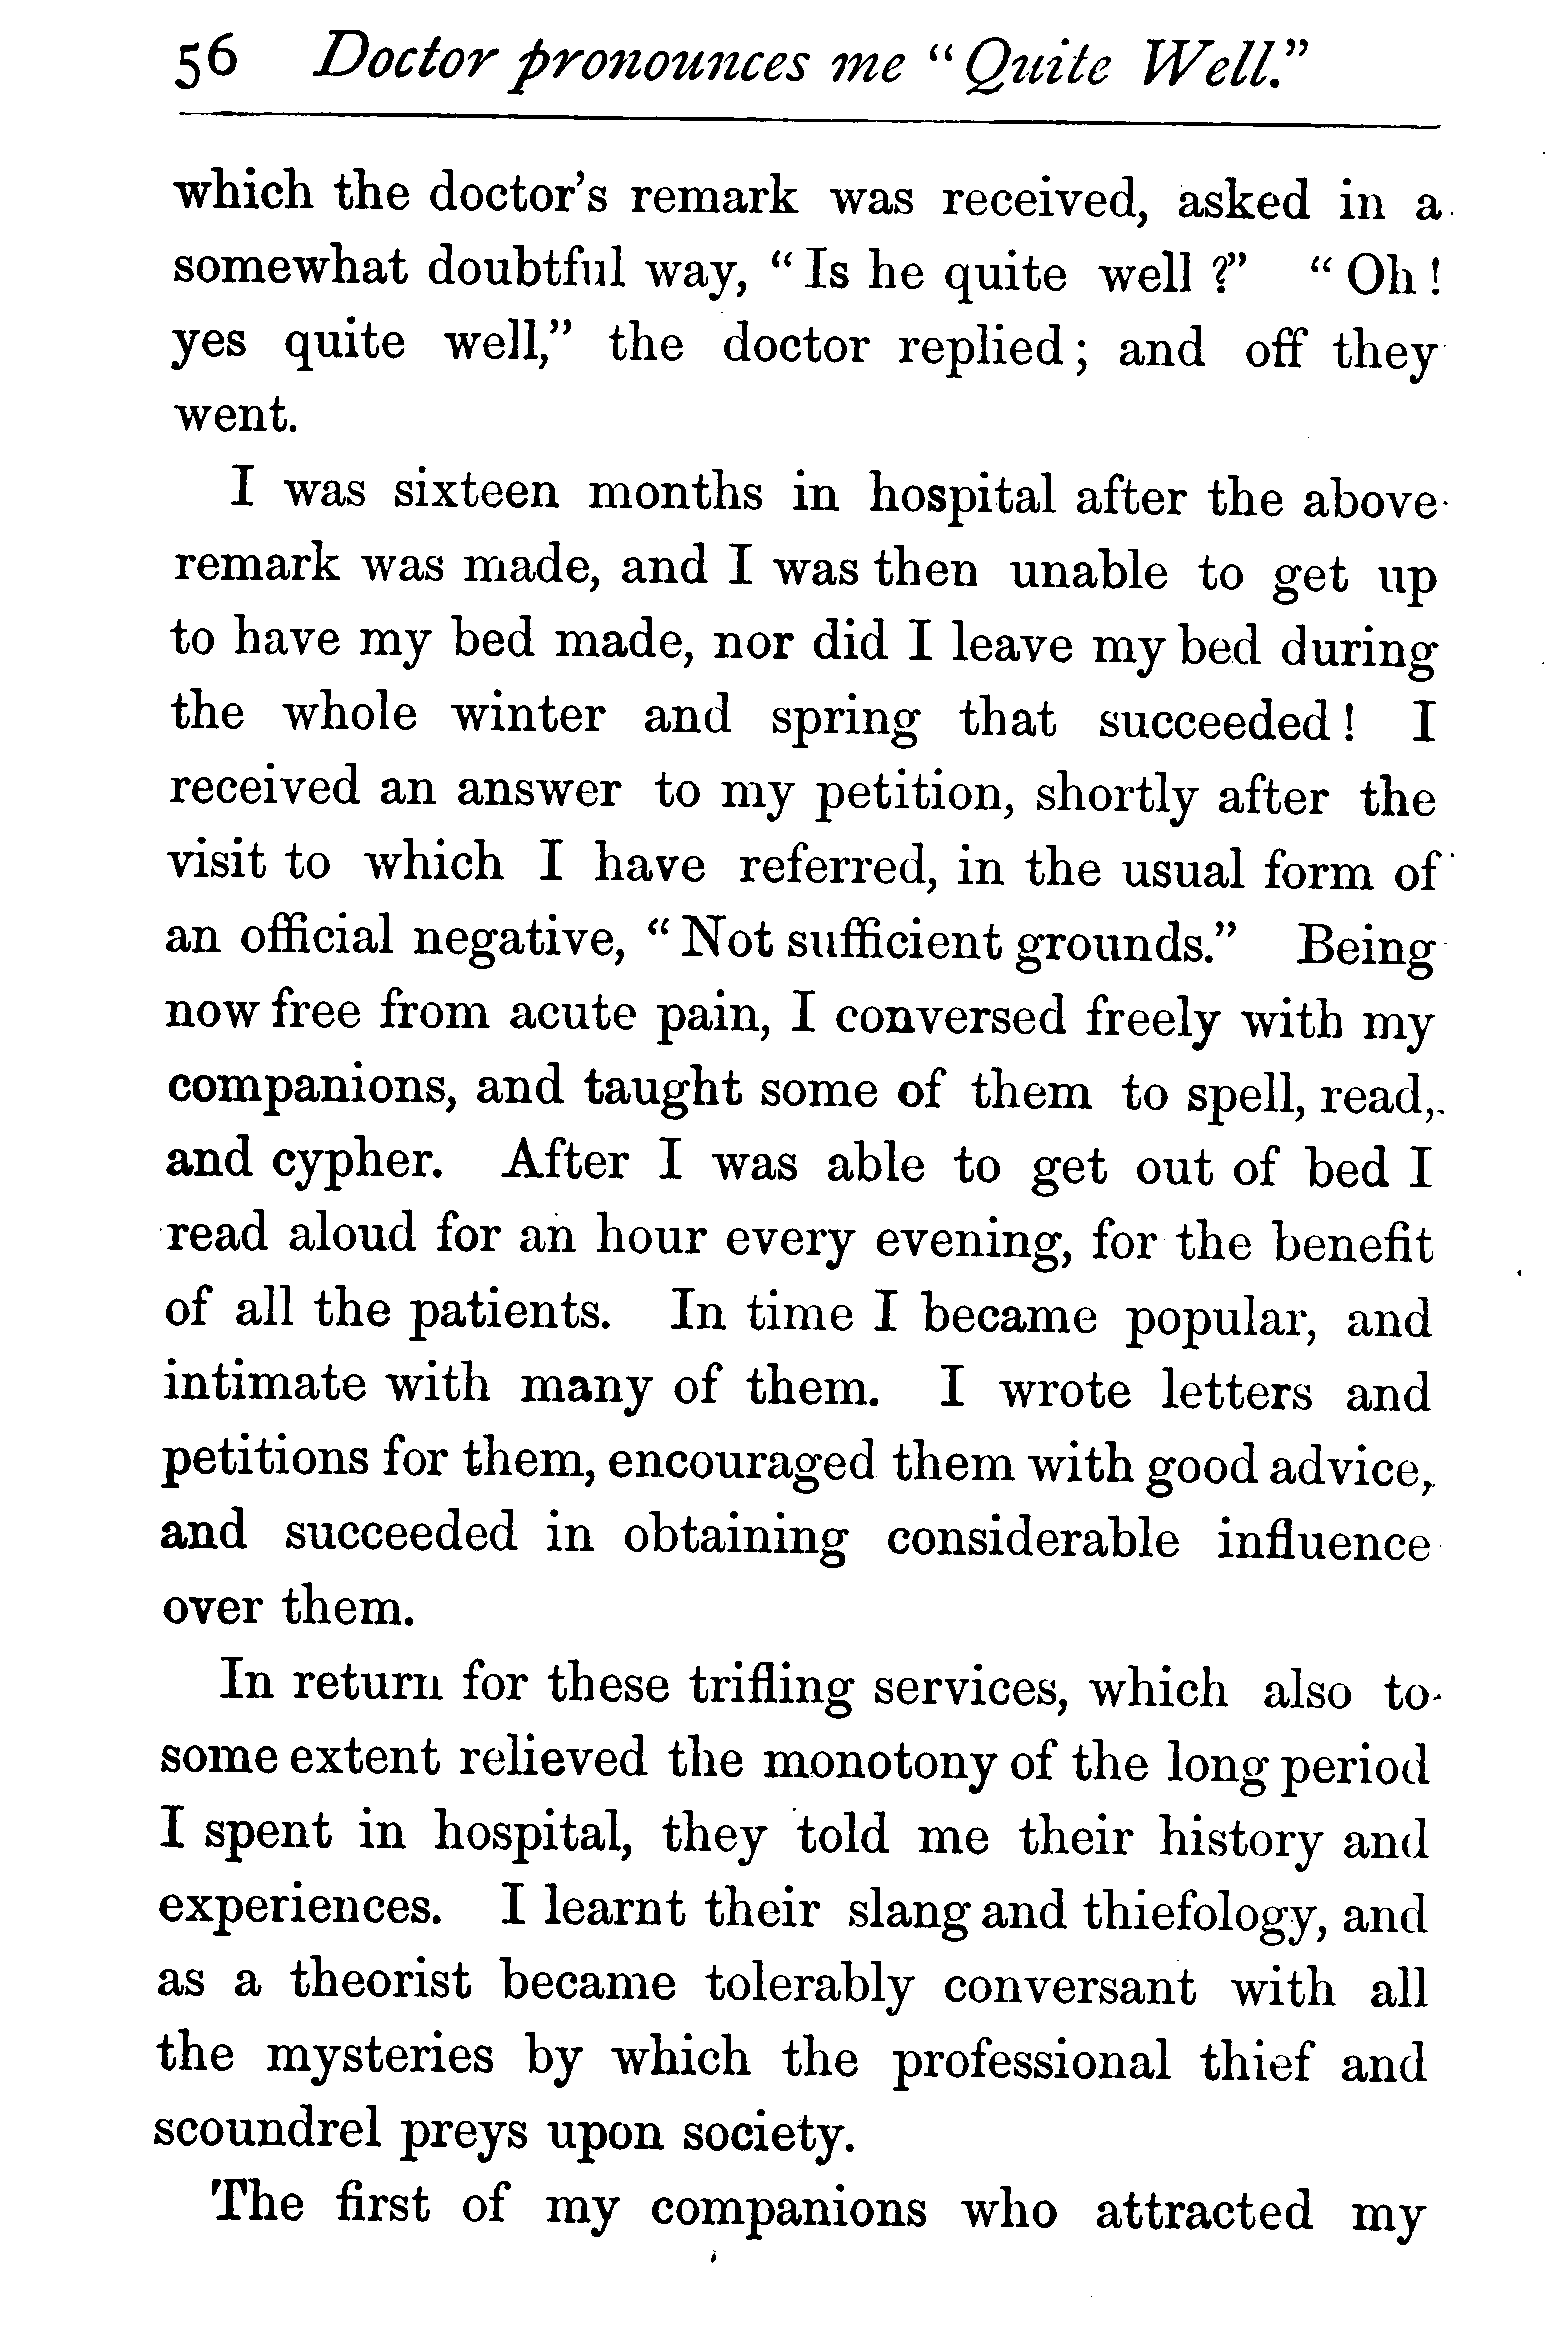 56 Doctor pronounces me “Quite Well.”
which the doctor’s remark was received, asked in a
somewhat doubtful way, “Is he quite well ?” “Oh !
yes quite well,” the doctor replied ; and off they
went.
I was sixteen months in hospital after the above
remark was made, and I was then unable to get up
to have my bed made, nor did I leave my bed during
the whole winter and spring that succeeded ! I
received an answer to my petition, shortly after the
visit to which I have referred, in the usual form of
an official negative, “Not sufficient grounds.” Being
now free from acute pain, I conversed freely with my
companions, and taught some of them to spell, read,
and cypher. After I was able to get out of bed I
read aloud for an hour every evening, for the benefit
of all the patients. In time I became popular, and
intimate with many of them. I wrote letters and
petitions for them, encouraged them with good advice,
and succeeded in obtaining considerable influence
over them.
In return for these trifling services, which also to
some extent relieved the monotony of the long period
I spent in hospital, they told me their history and
experiences. I learnt their slang and thiefology, and
as a theorist became tolerably conversant with all
the mysteries by which the professional thief and
scoundrel preys upon society.
The first of my companions who attracted my